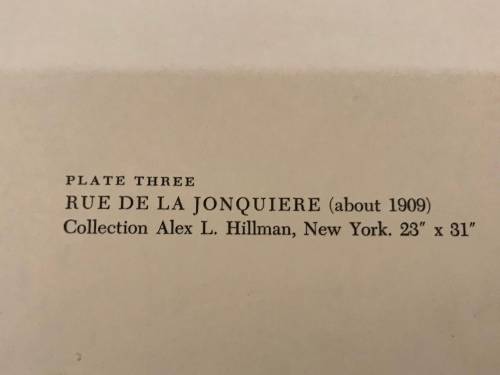 PLATE THREE
RUE DE LA JONQUIERE (about 1909)
Collection Alex L. Hillman, New York. 23″ x 31″